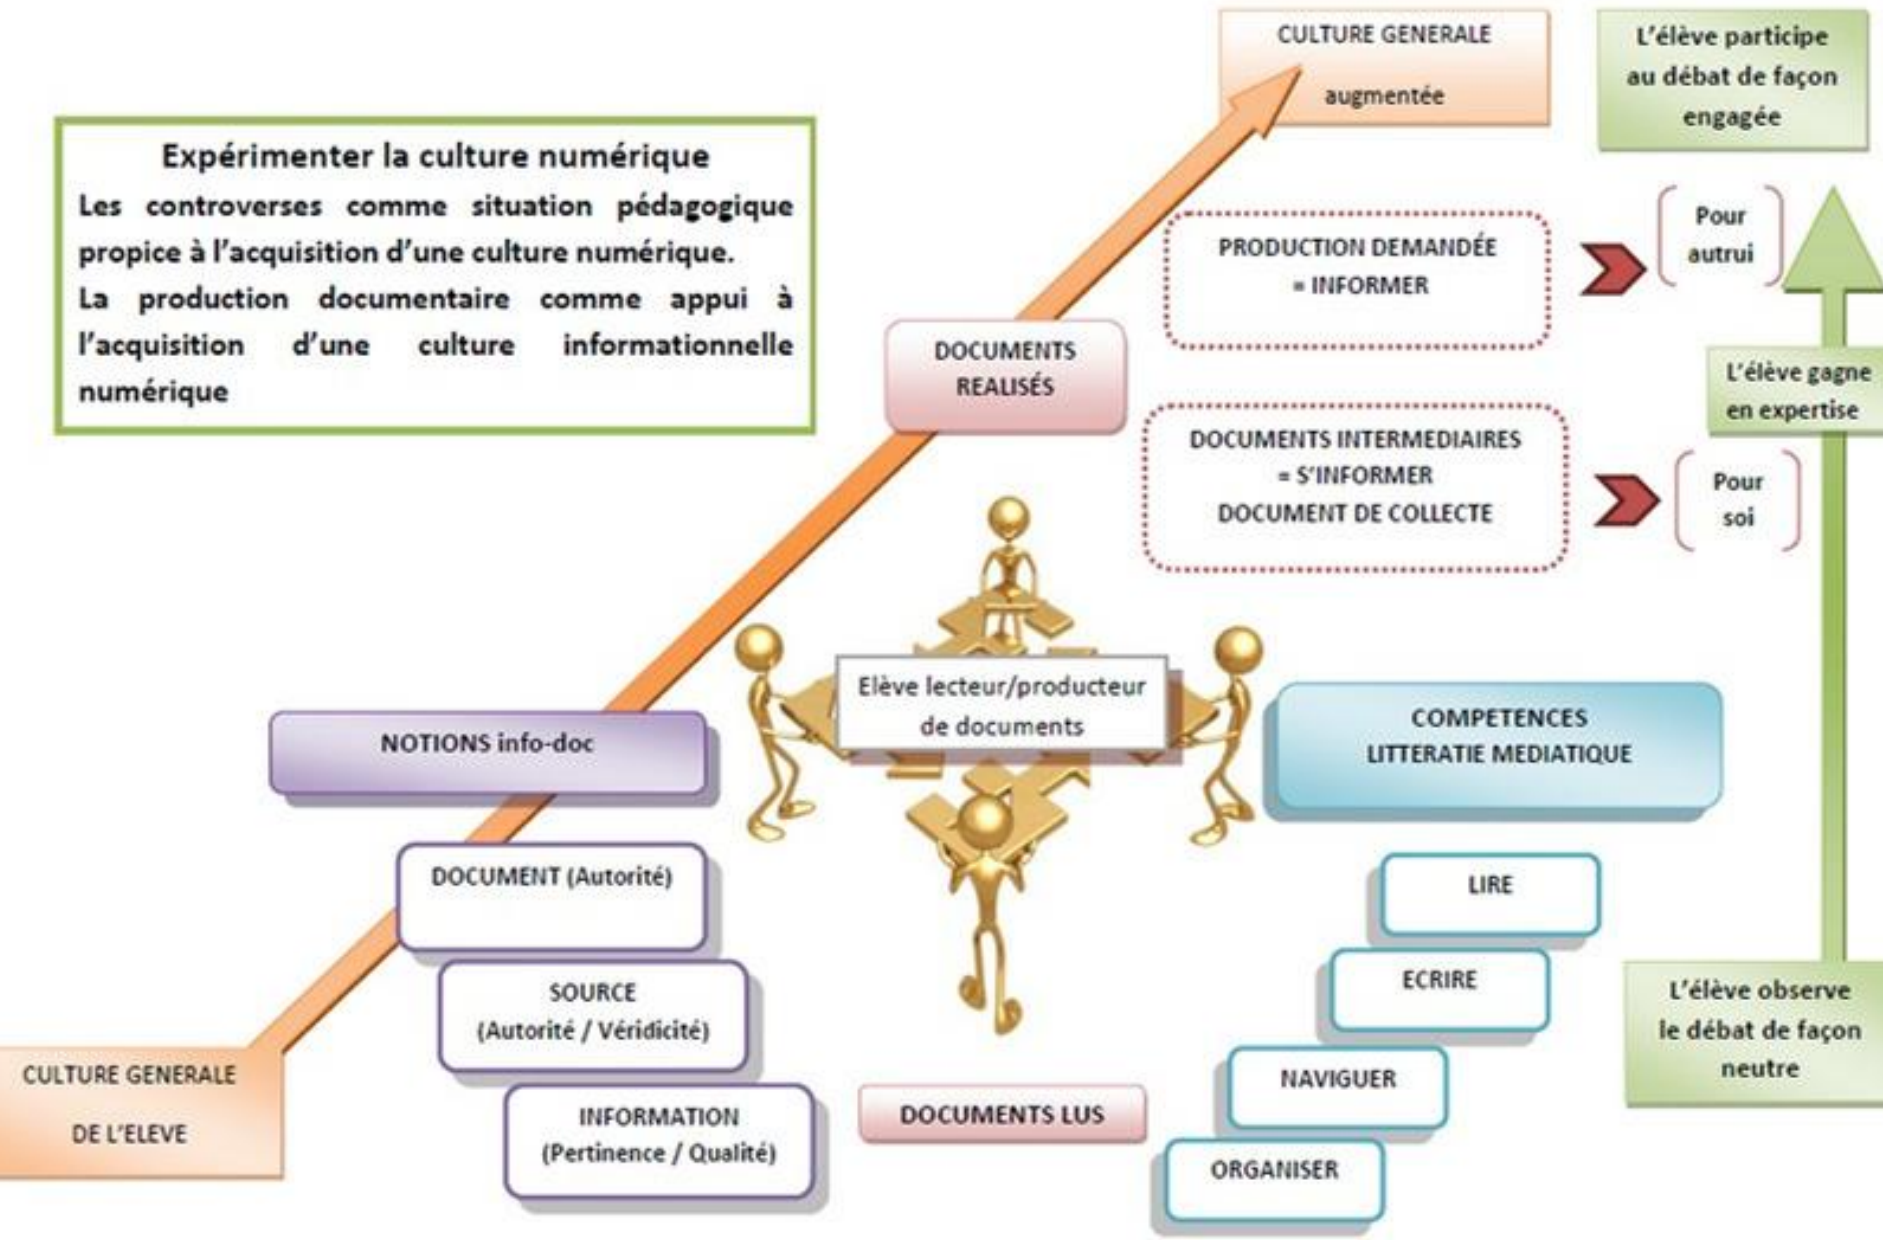 CULTURE GENERALE
augmentée
L'élève participe
au débat de façon
engagée
Expérimenter la culture numérique
Les controverses comme situation pédagogique
propice à l'acquisition d'une culture numérique.
La production documentaire comme appui à
l'acquisition d'une culture informationnelle
numérique
PRODUCTION DEMANDÉE
= INFORMER
Pour
autrui
DOCUMENTS
REALISÉS
L'élève gagne
en expertise
DOCUMENTS INTERMEDIAIRES
= S'INFORMER
DOCUMENT DE COLLECTE
Pour
soi
Elève lecteur/producteur
de documents
NOTIONS info-doc
COMPETENCES
LITTERATIE MEDIATIQUE
DOCUMENT (Autorité)
SOURCE
(Autorité / Véridicité)
INFORMATION
(Pertinence / Qualité)
LIRE
ECRIRE
NAVIGUER
ORGANISER
L'élève observe
le débat de façon
neutre
CULTURE GENERALE
DE L'ELEVE
DOCUMENTS LUS